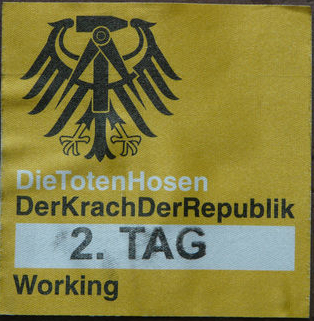 DieTotenHosen
DerKrachDerRepublik
2. TAG
Working